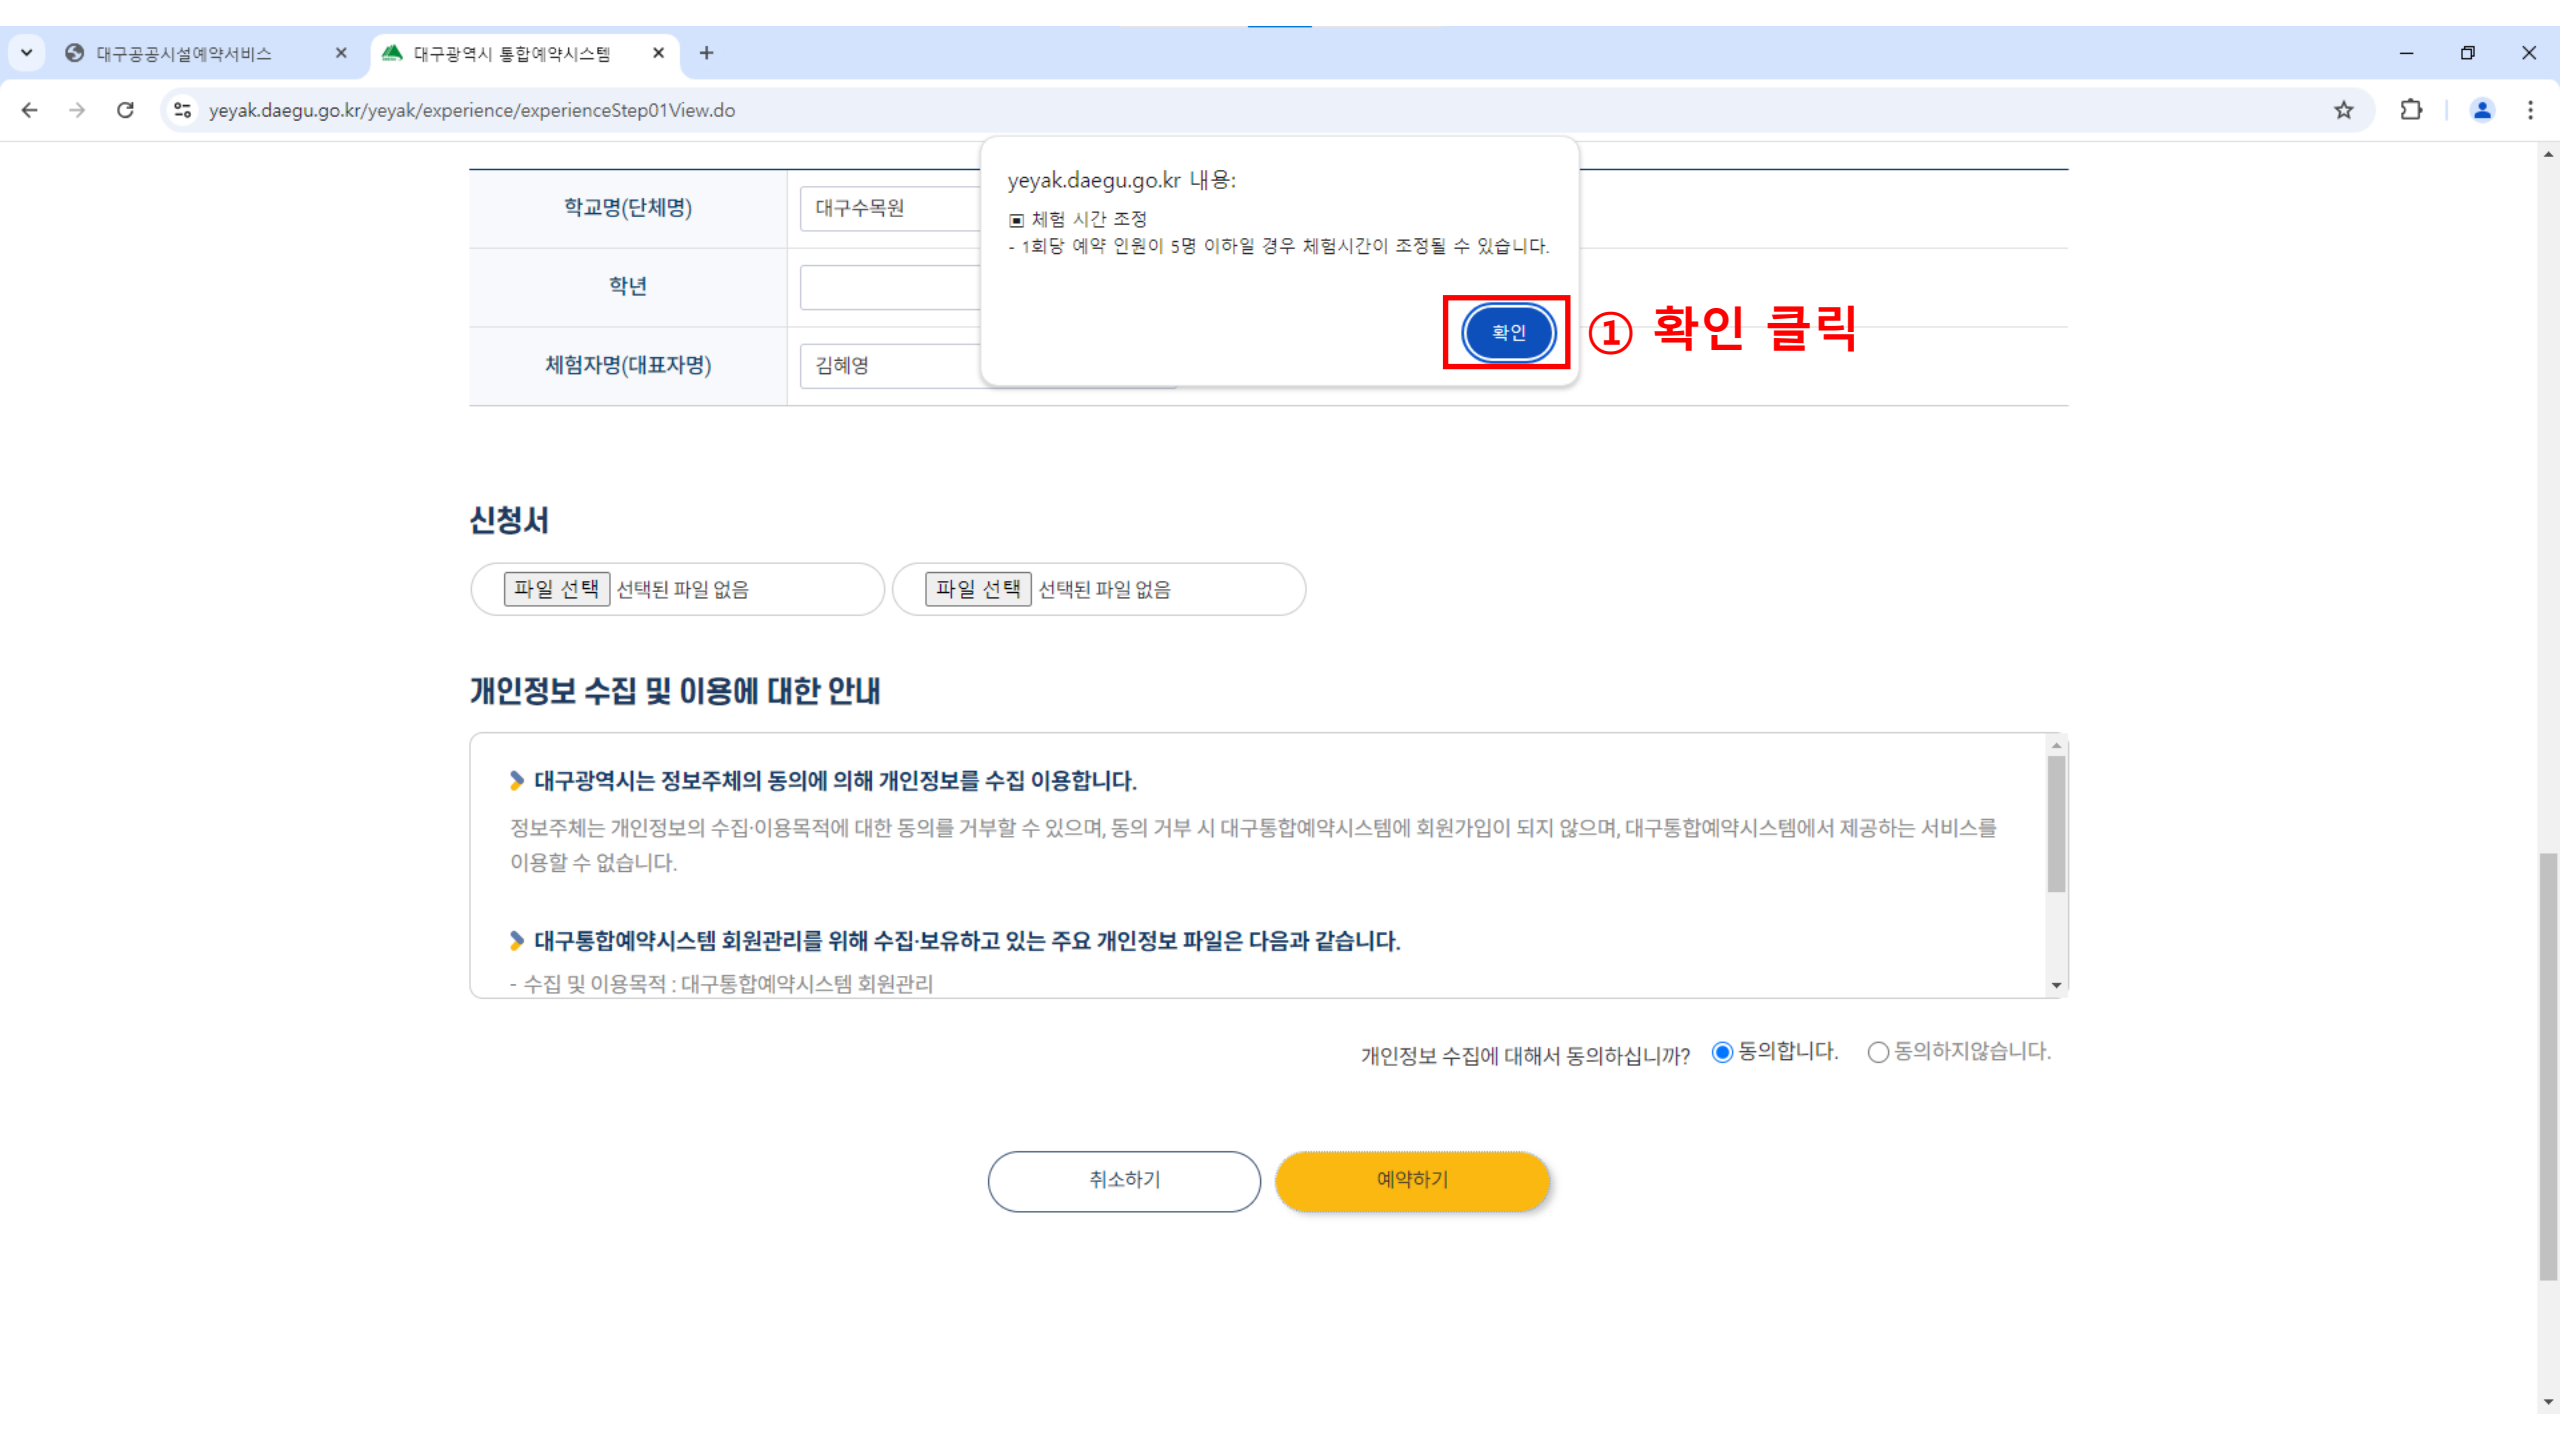 대구공공시설예약서비스
대구광역시 통합예약시스템
yeyak.daegu.go.kr/yeyak/experience/experienceStep01View.do
yeyak.daegu.go.kr 내용:
▣ 체험 시간 조정
- 1회당 예약 인원이 5명 이하일 경우 체험시간이 조정될 수 있습니다.
확인
① 확인 클릭
학교명(단체명) 대구수목원
학년
체험자명(대표자명) 김혜영
신청서
파일 선택 선택된 파일 없음 파일 선택 선택된 파일 없음
개인정보 수집 및 이용에 대한 안내
대구광역시는 정보주체의 동의에 의해 개인정보를 수집 이용합니다.
정보주체는 개인정보의 수집·이용목적에 대한 동의를 거부할 수 있으며, 동의 거부 시 대구통합예약시스템에 회원가입이 되지 않으며, 대구통합예약시스템에서 제공하는 서비스를
이용할 수 없습니다.
대구통합예약시스템 회원관리를 위해 수집·보유하고 있는 주요 개인정보 파일은 다음과 같습니다.
- 수집 및 이용목적 : 대구통합예약시스템 회원관리
개인정보 수집에 대해서 동의하십니까? 동의합니다. 동의하지않습니다.
취소하기 예약하기